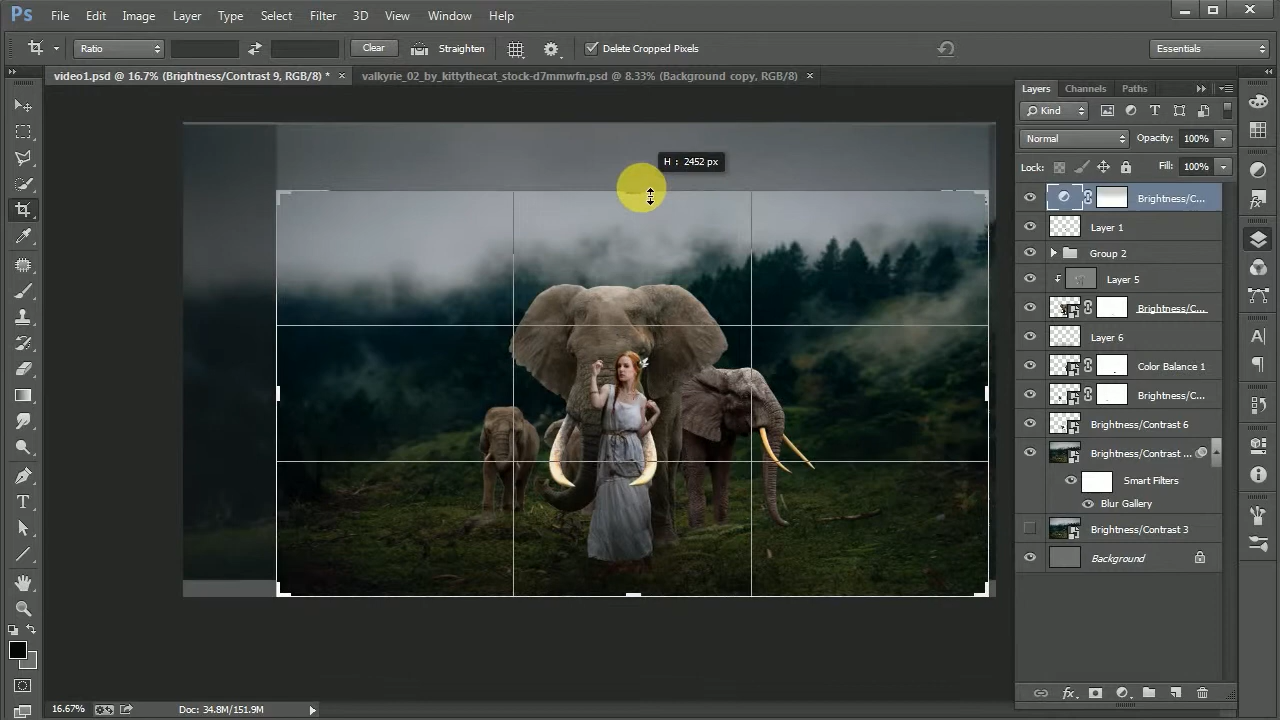 Ps File Edit Image Layer Type Select Filter 3D View Window Help
Ratio Clear Straighten Delete Cropped Pixels Essentials
video1.psd @ 16.7% (Brightness/Contrast 9, RGB/8) * × valkyrie_02_by_kittythecat_stock-d7mmwfn.psd @ 8.33% (Background copy, RGB/8) ×
Layers Channels Paths
Kind
Normal Opacity: 100%
Lock: Fill: 100%
H : 2452 px
Brightness/C...
Layer 1
Group 2
Layer 5
Brightness/C...
Layer 6
Color Balance 1
Brightness/C...
Brightness/Contrast 6
Brightness/Contrast ...
Smart Filters
Blur Gallery
Brightness/Contrast 3
Background
16.67% Doc: 34.8M/151.9M